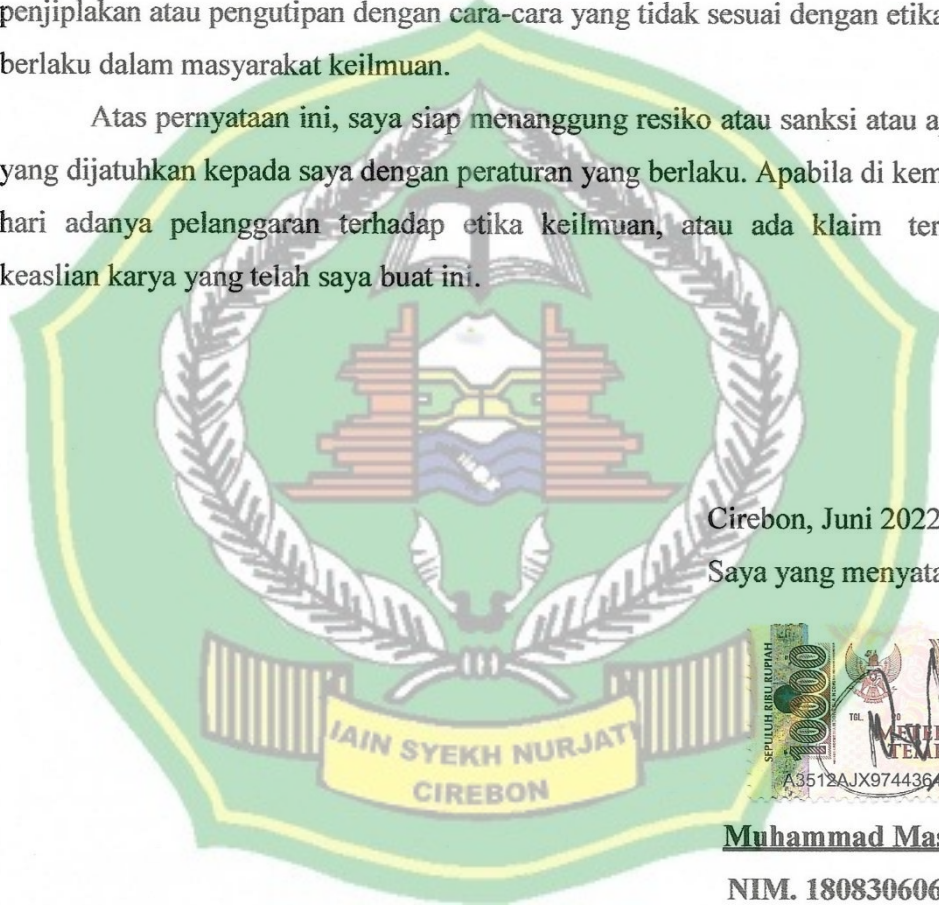 penjiplakan atau pengutipan dengan cara-cara yang tidak sesuai dengan etika
berlaku dalam masyarakat keilmuan.
Atas pernyataan ini, saya siap menanggung resiko atau sanksi atau a
yang dijatuhkan kepada saya dengan peraturan yang berlaku. Apabila di kem
hari adanya pelanggaran terhadap etika keilmuan, atau ada klaim ter
keaslian karya yang telah saya buat ini.
Cirebon, Juni 2022
Saya yang menyata
SEPULUH RIBU RUPIAH
10000
TGL.
A3512AJX9744364
IAIN SYEKH NURJATI
CIREBON
Muhammad Mas
NIM. 180830606